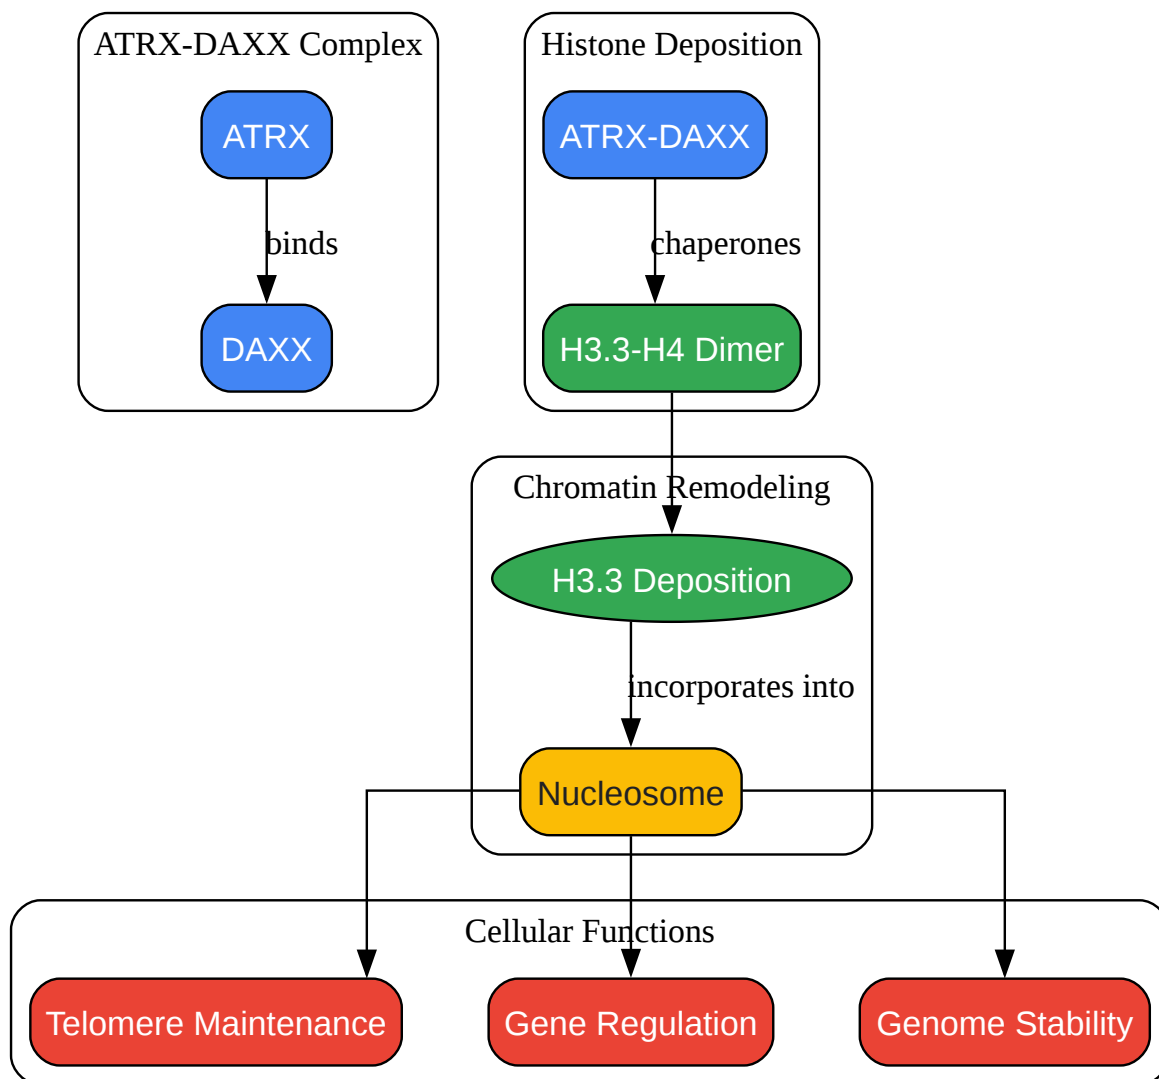 ATRX-DAXX Complex
ATRX
binds
DAXX
Histone Deposition
ATRX-DAXX
chaperones
H3.3-H4 Dimer
Chromatin Remodeling
H3.3 Deposition
incorporates into
Nucleosome
Cellular Functions
Telomere Maintenance
Gene Regulation
Genome Stability